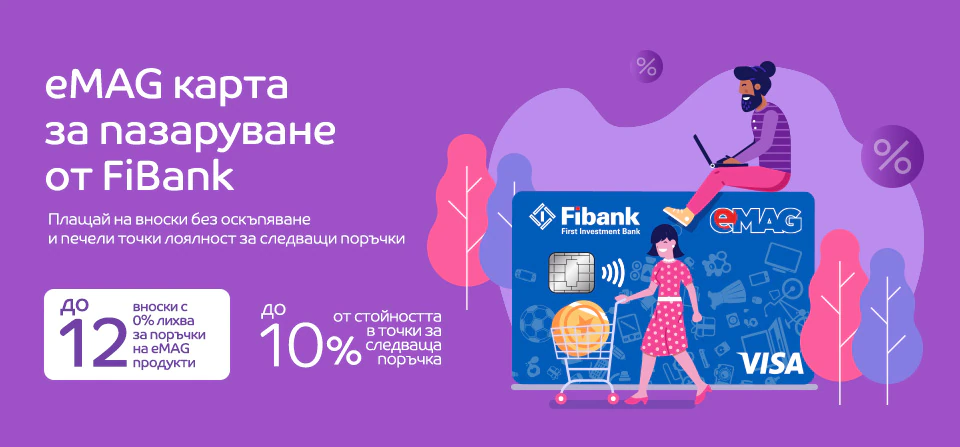 eMAG карта
за пазаруване
от FiBank
Плащай на вноски без оскъпяване
и печели точки лоялност за следващи поръчки
до
12
вноски с
0% лихва
за поръчки
на eMAG
продукти
до
10%
от стойността
в точки за
следваща
поръчка
%
%
Fibank
First Investment Bank
eMAG
VISA